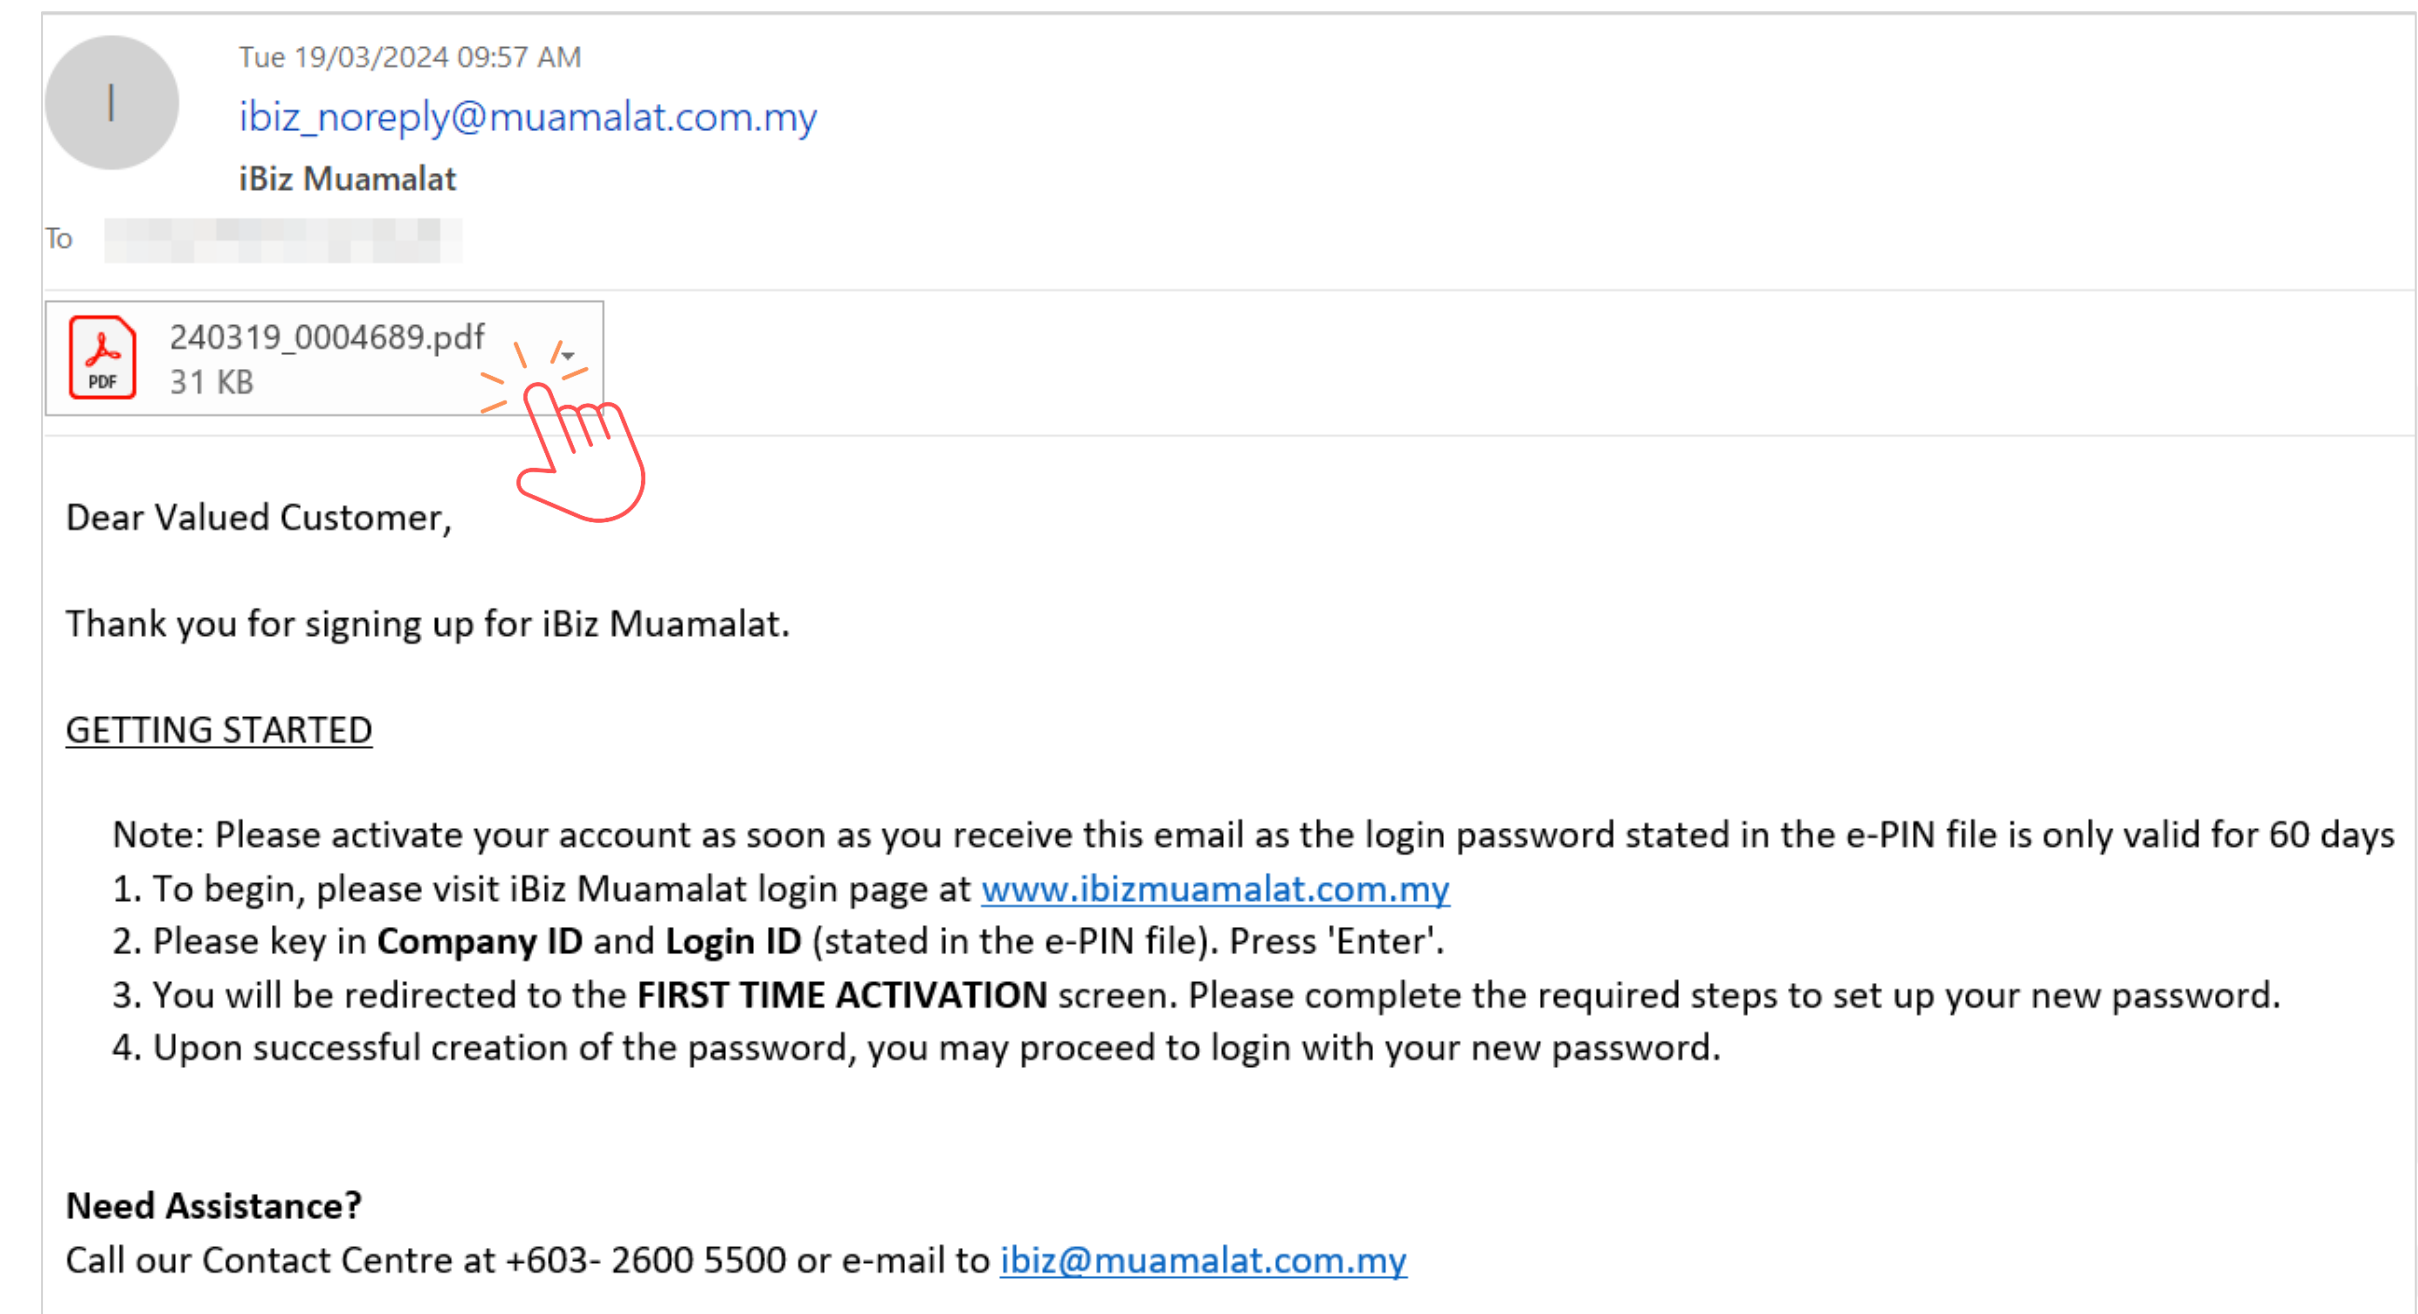 Tue 19/03/2024 09:57 AM
I
ibiz_noreply@muamalat.com.my
iBiz Muamalat
To
240319_0004689.pdf
PDF
31 KB
Dear Valued Customer,
Thank you for signing up for iBiz Muamalat.
GETTING STARTED
Note: Please activate your account as soon as you receive this email as the login password stated in the e-PIN file is only valid for 60 days
1. To begin, please visit iBiz Muamalat login page at www.ibizmuamalat.com.my
2. Please key in Company ID and Login ID (stated in the e-PIN file). Press 'Enter'.
3. You will be redirected to the FIRST TIME ACTIVATION screen. Please complete the required steps to set up your new password.
4. Upon successful creation of the password, you may proceed to login with your new password.
Need Assistance?
Call our Contact Centre at +603- 2600 5500 or e-mail to ibiz@muamalat.com.my